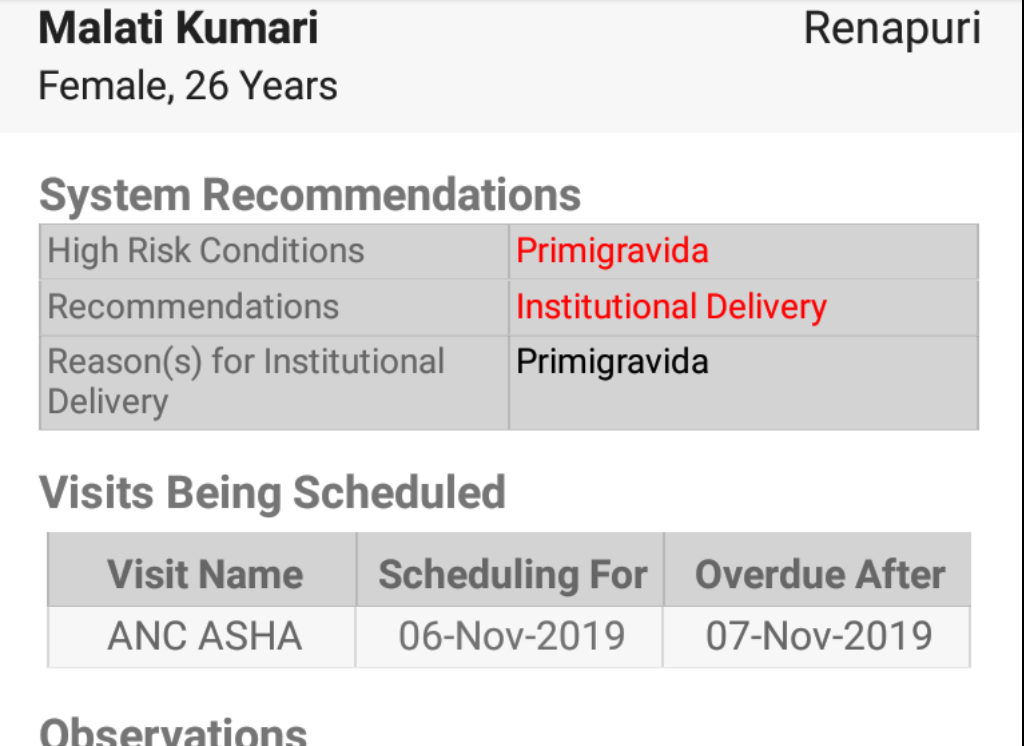 Malati Kumari Renapuri
Female, 26 Years
System Recommendations
High Risk Conditions Primigravida
Recommendations Institutional Delivery
Reason(s) for Institutional Primigravida
Delivery
Visits Being Scheduled
Visit Name Scheduling For Overdue After
ANC ASHA 06-Nov-2019 07-Nov-2019
Observations